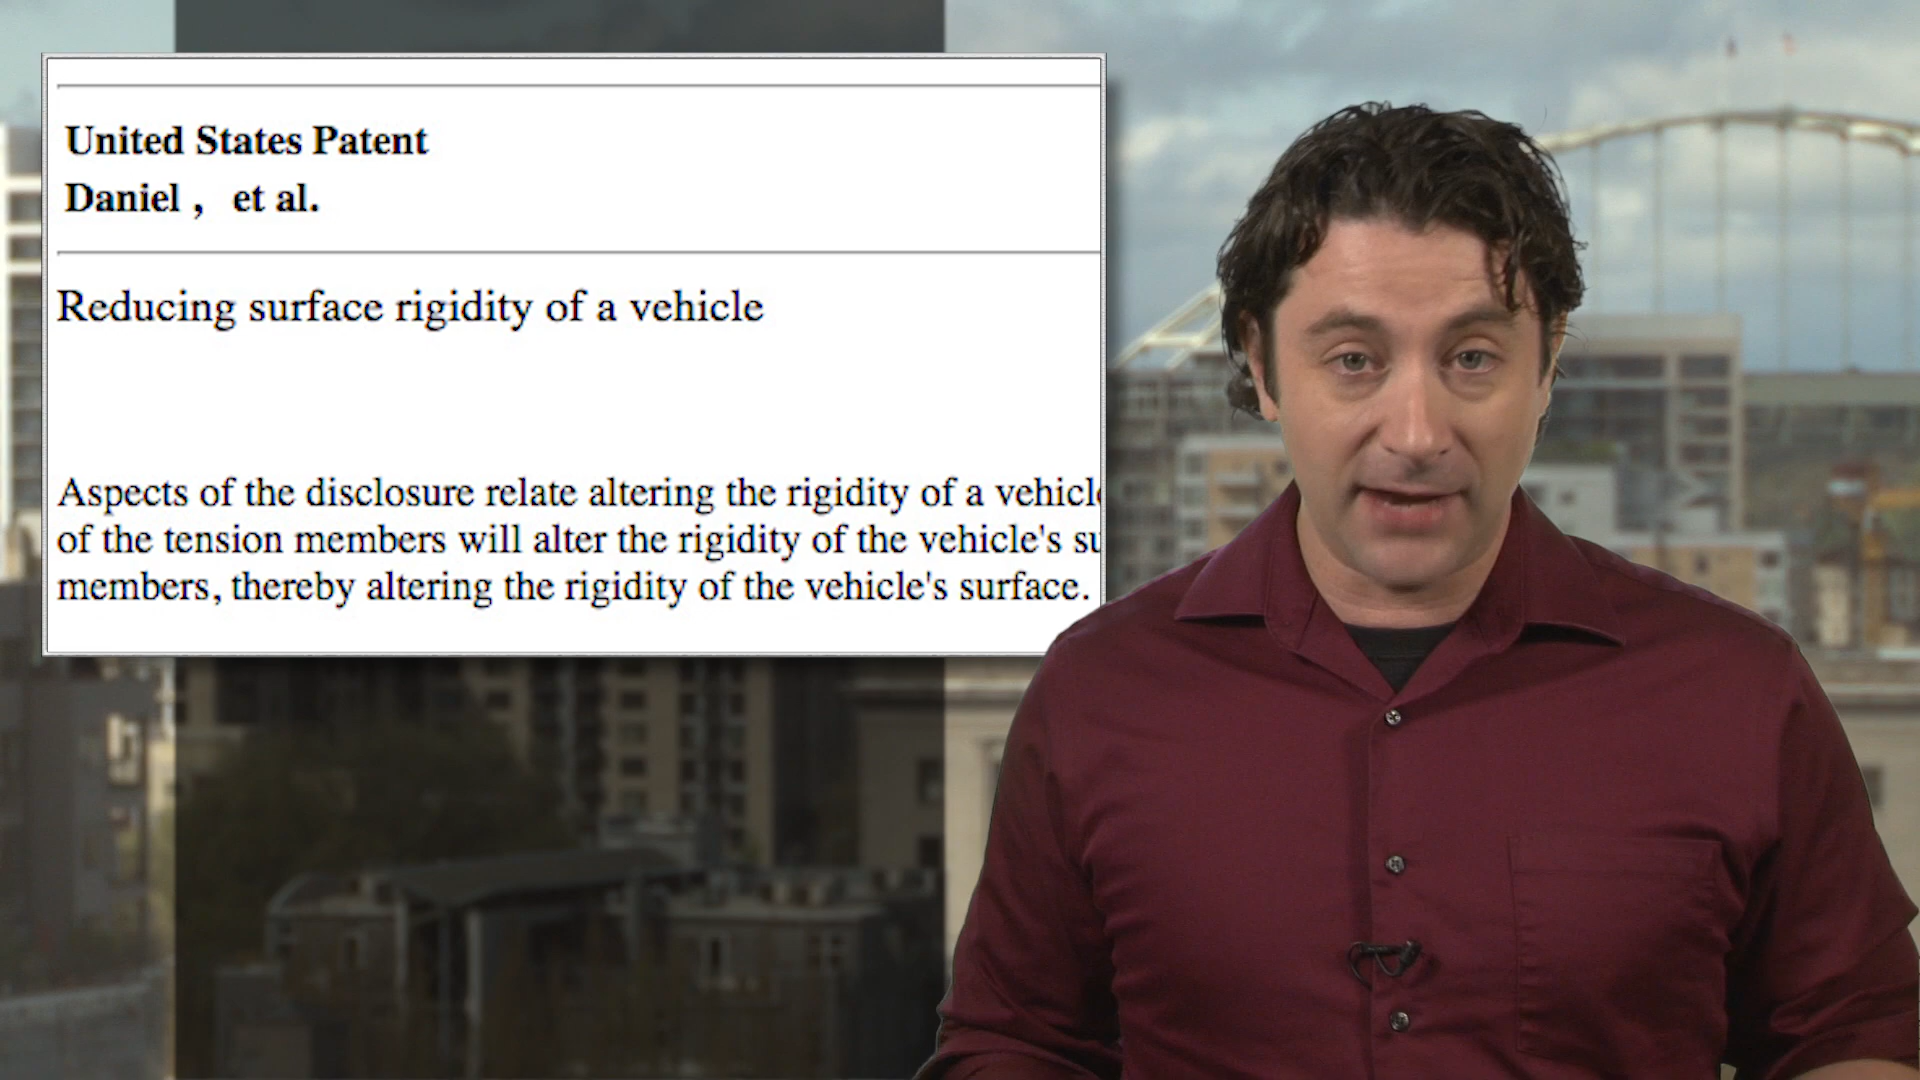 United States Patent
Daniel , et al.
Reducing surface rigidity of a vehicle
Aspects of the disclosure relate altering the rigidity of a vehicle
of the tension members will alter the rigidity of the vehicle's su
members, thereby altering the rigidity of the vehicle's surface.